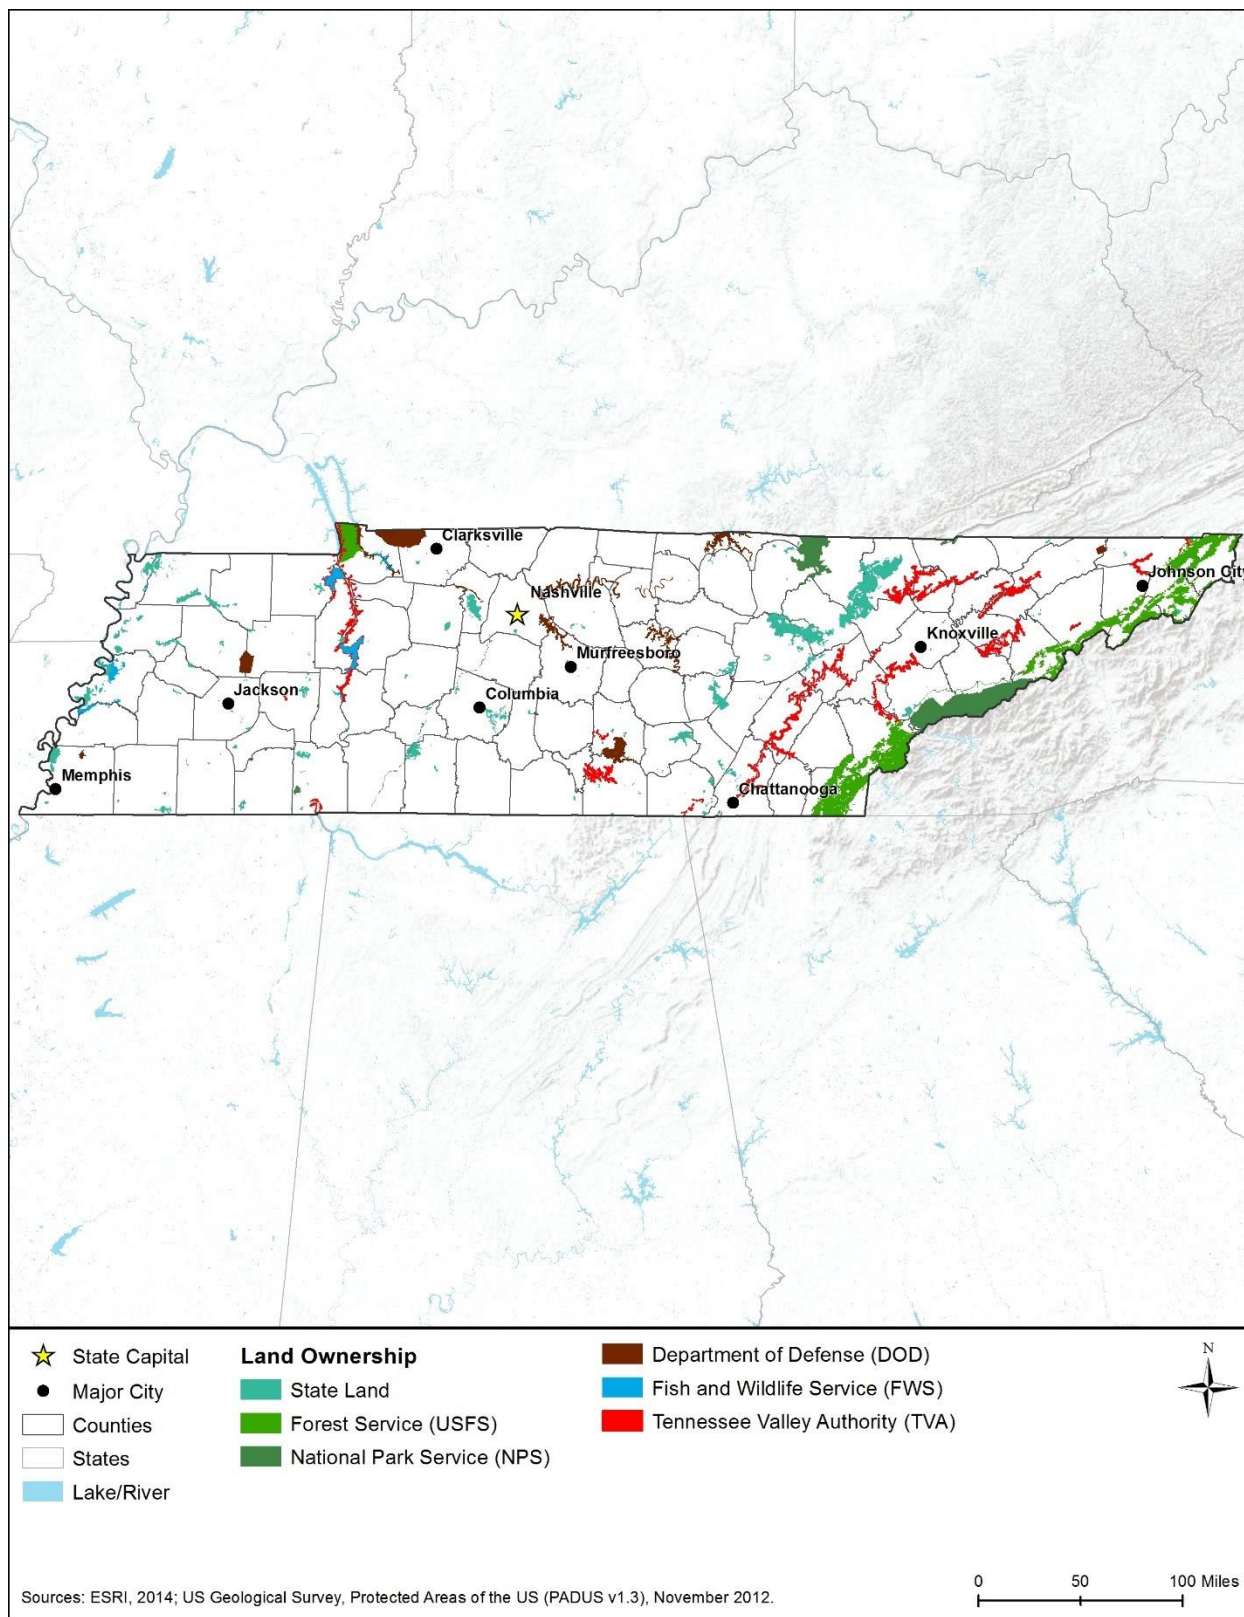 Clarksville
Nashville
Johnson City
Knoxville
Murfreesboro
Jackson
Columbia
Memphis
Chattanooga
State Capital
Major City
Counties
States
Lake/River
Land Ownership
State Land
Forest Service (USFS)
National Park Service (NPS)
Department of Defense (DOD)
Fish and Wildlife Service (FWS)
Tennessee Valley Authority (TVA)
N
Sources: ESRI, 2014; US Geological Survey, Protected Areas of the US (PADUS v1.3), November 2012.
0 50 100 Miles